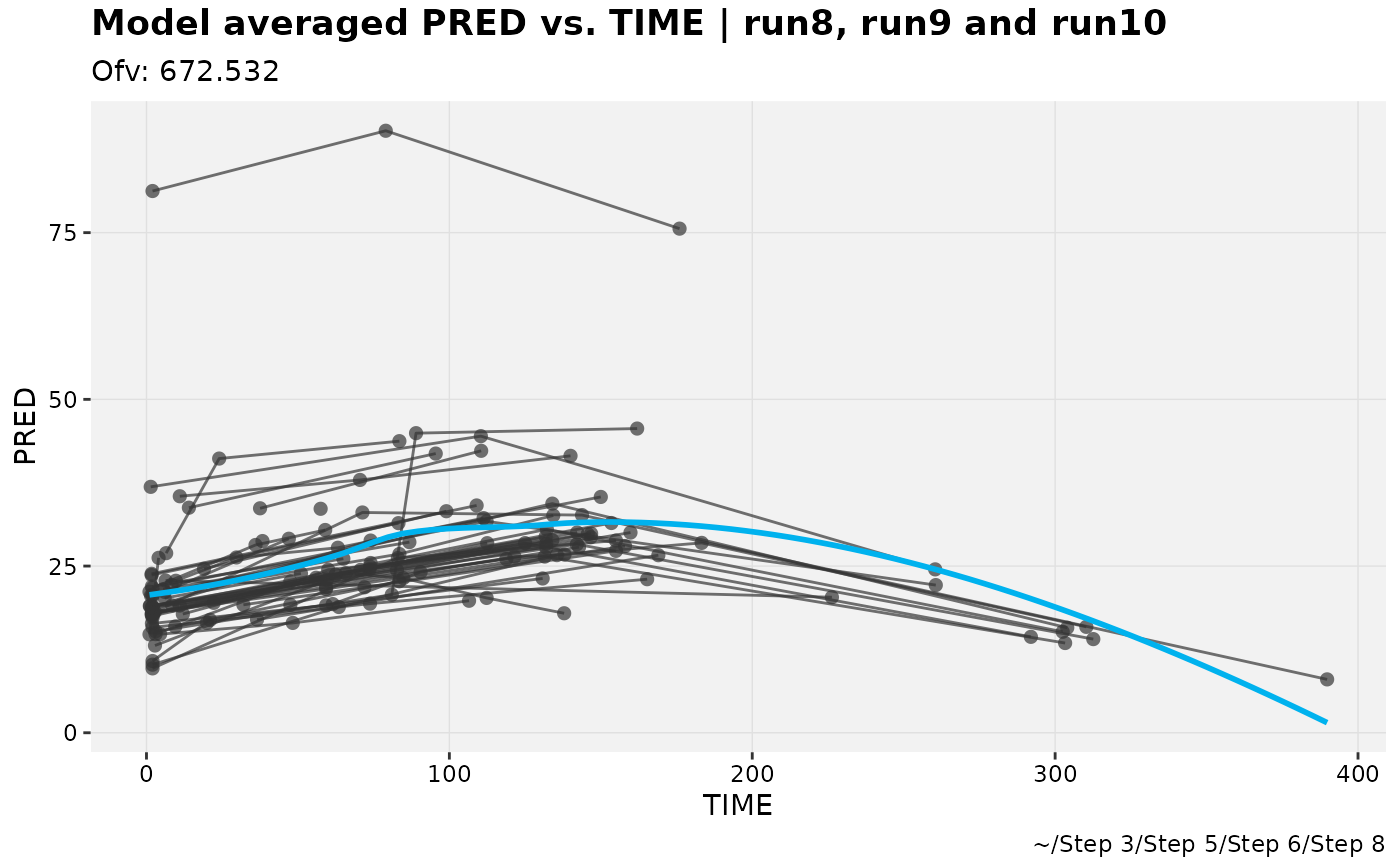 Model averaged PRED vs. TIME | run8, run9 and run10
Ofv: 672.532
PRED
75
50
25
0
0 100 200 300 400
TIME
~/Step 3/Step 5/Step 6/Step 8